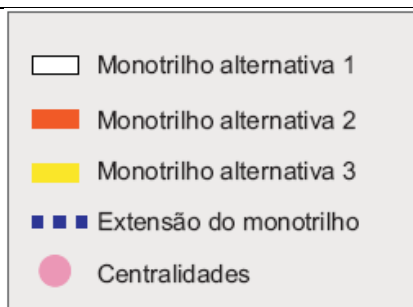 Monotrilho alternativa 1
Monotrilho alternativa 2
Monotrilho alternativa 3
Extensão do monotrilho
Centralidades